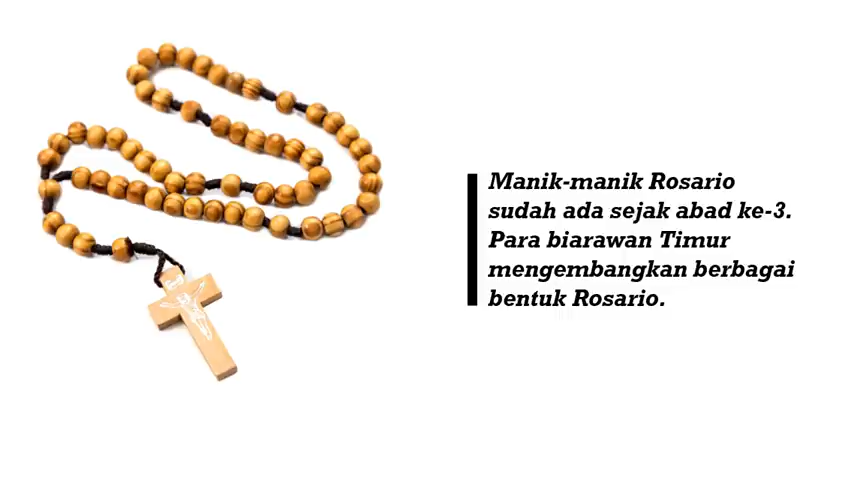 Manik-manik Rosario
sudah ada sejak abad ke-3.
Para biarawan Timur
mengembangkan berbagai
bentuk Rosario.